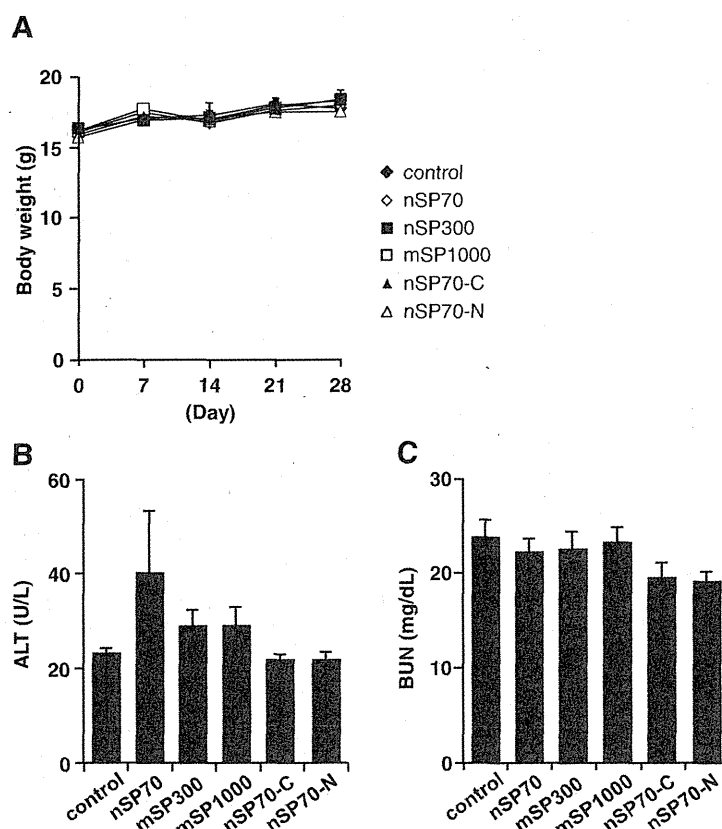 A
Body weight (g)
20
15
10
5
0
0 7 14 21 28
(Day)
control
nSP70
nSP300
mSP1000
nSP70-C
nSP70-N
B
ALT (U/L)
60
40
20
0
control nSP70 mSP300 mSP1000 nSP70-C nSP70-N
C
BUN (mg/dL)
30
20
10
0
control nSP70 mSP300 mSP1000 nSP70-C nSP70-N